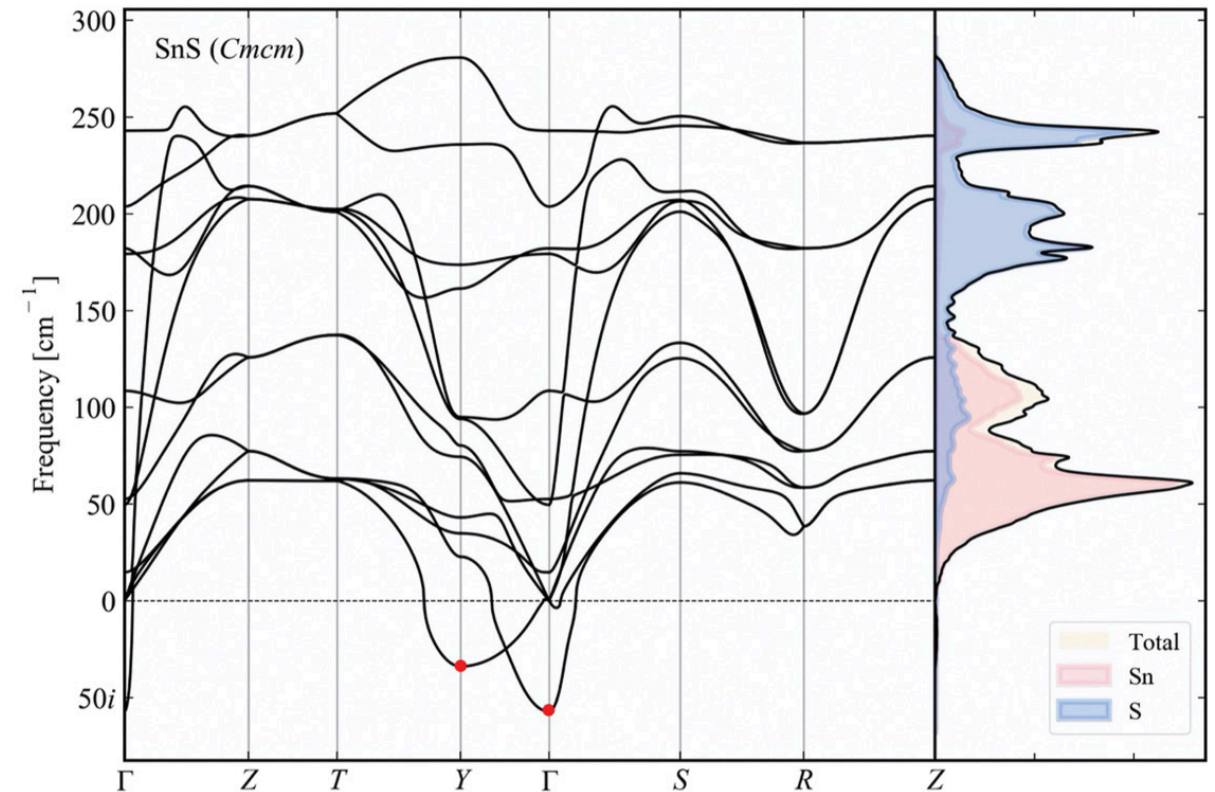 SnS (Cmcm)
Frequency [cm⁻¹]
300
250
200
150
100
50
0
50i
Γ Z T Y Γ S R Z
Total
Sn
S